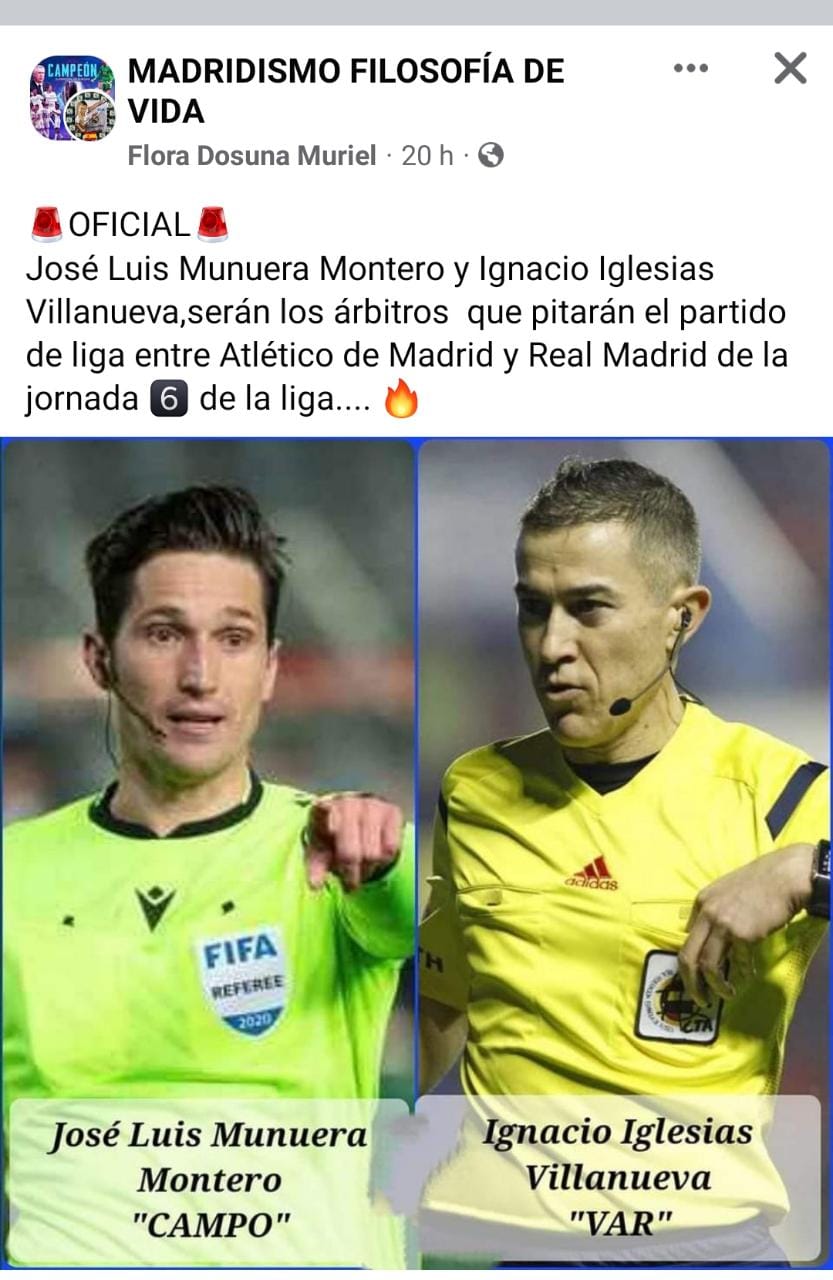 CAMPEÓN
MADRIDISMO FILOSOFÍA DE
VIDA
Flora Dosuna Muriel · 20 h ·
🚨OFICIAL🚨
José Luis Munuera Montero y Ignacio Iglesias
Villanueva,serán los árbitros  que pitarán el partido
de liga entre Atlético de Madrid y Real Madrid de la
jornada 6️⃣ de la liga.... 🔥
FIFA
REFEREE
2020
adidas
TH
CTA
José Luis Munuera
Montero
"CAMPO"
Ignacio Iglesias
Villanueva
"VAR"